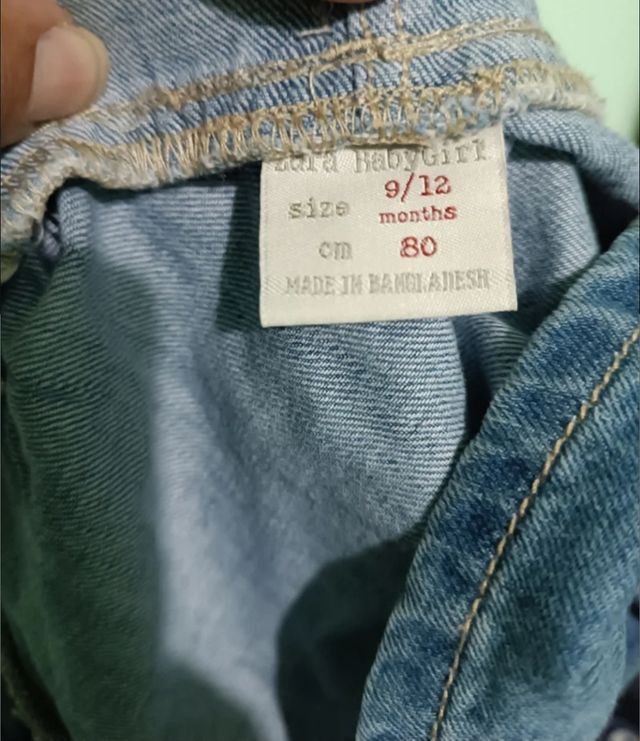 Zara BabyGirl
size 9/12
months
cm 80
MADE IN BANGLADESH